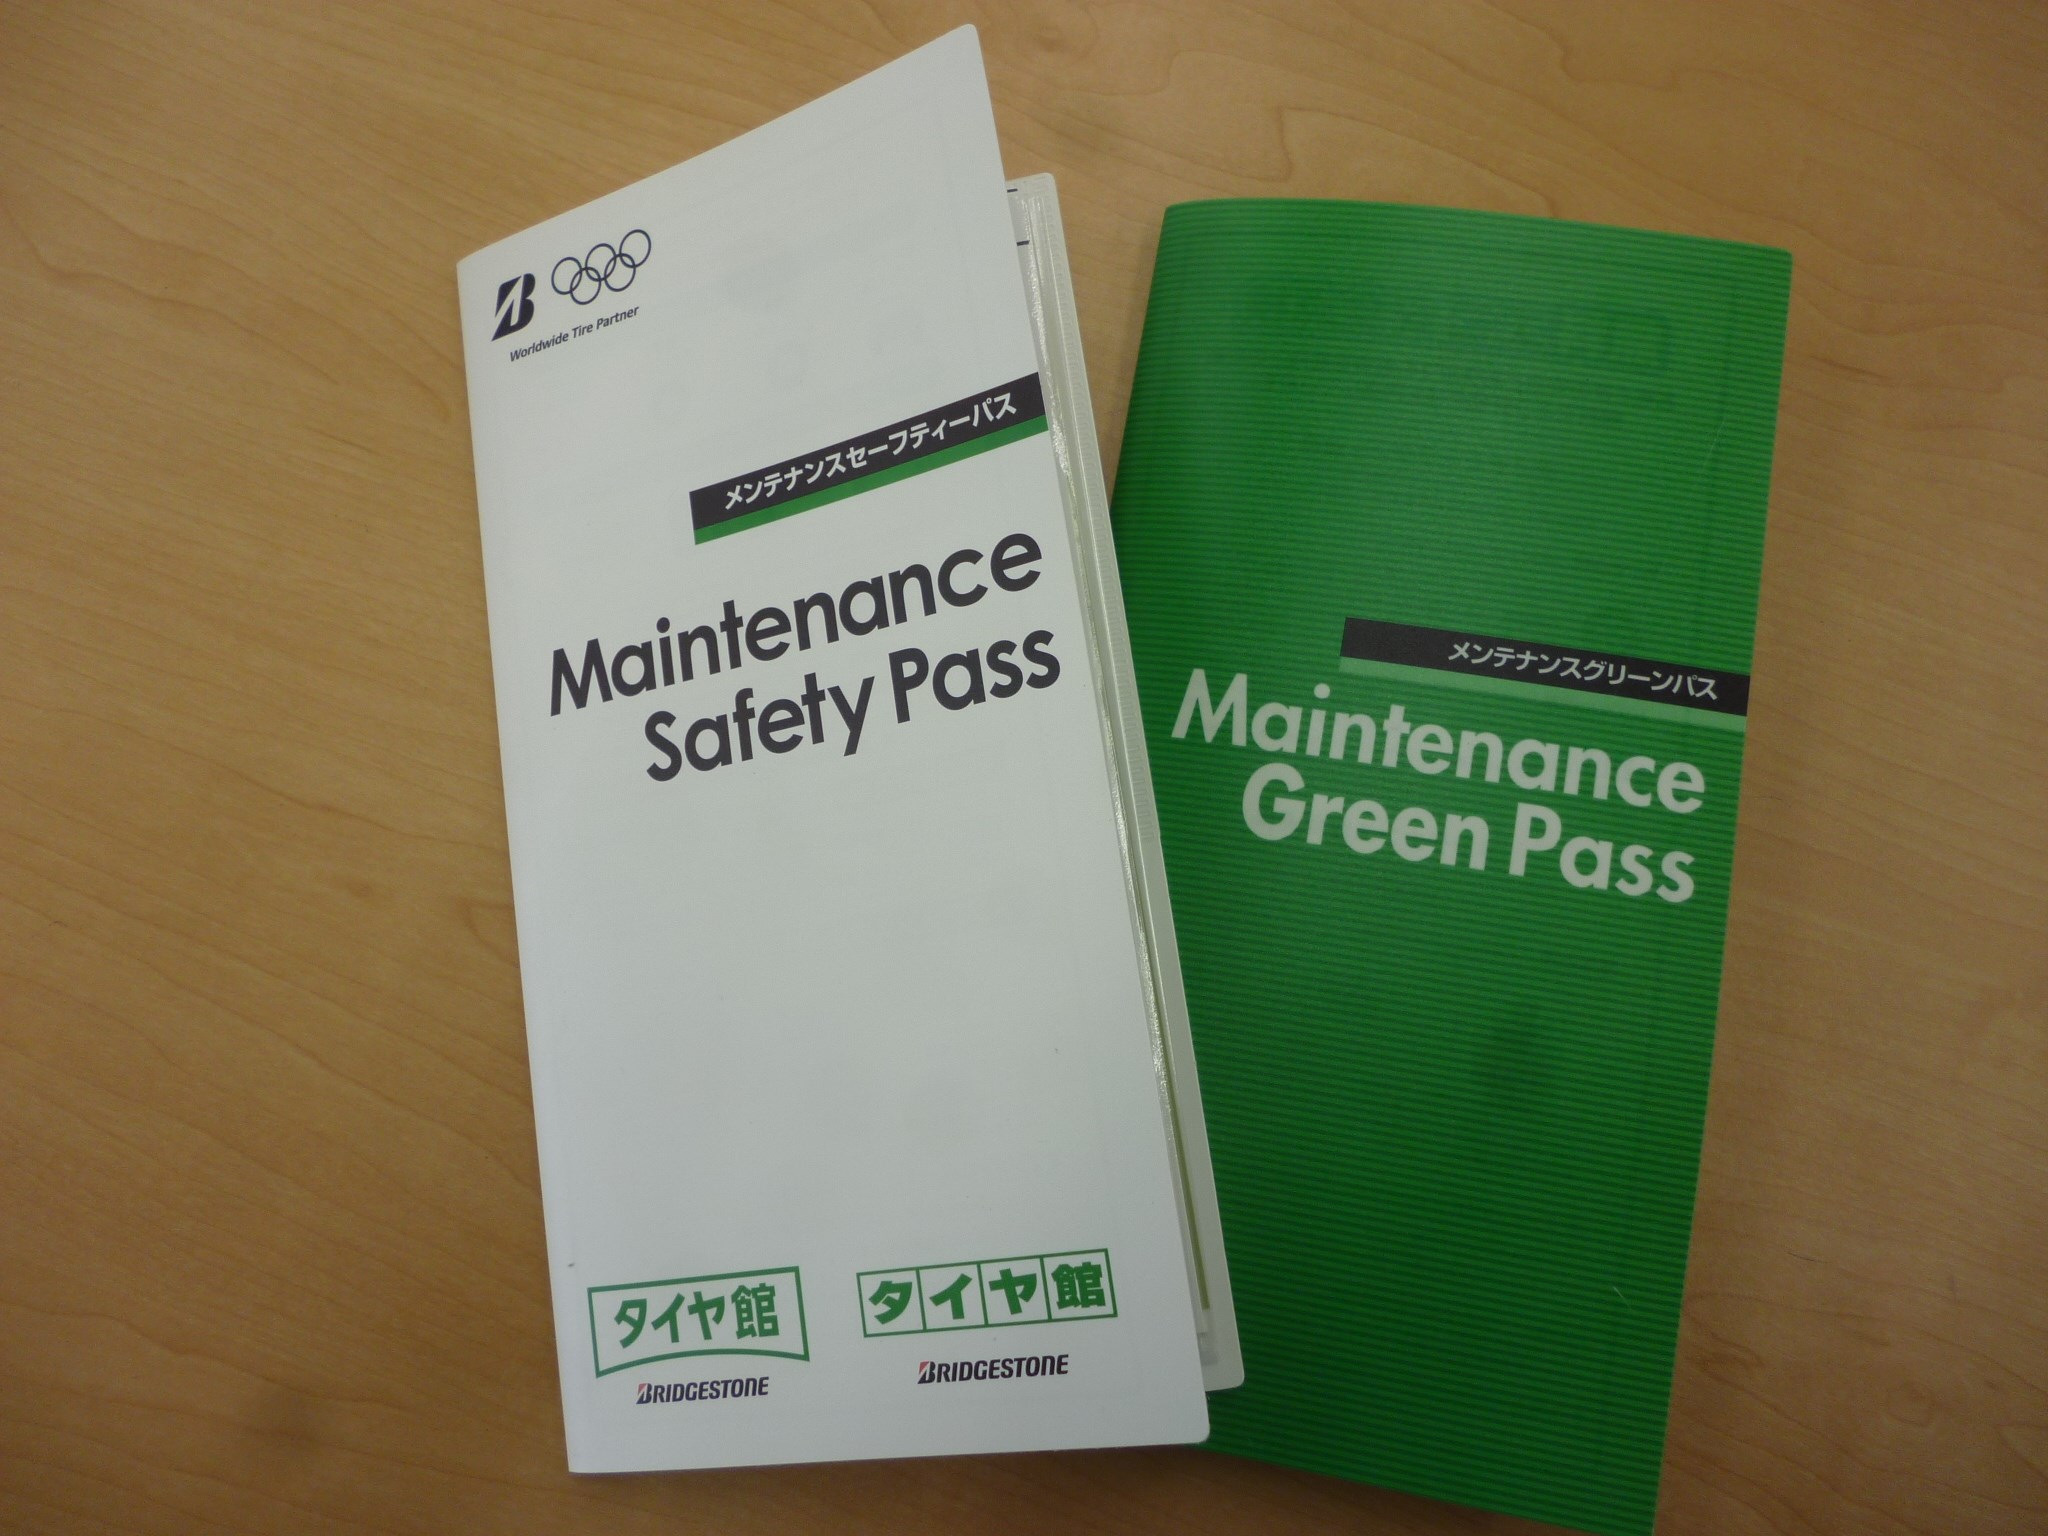 B
Worldwide Tire Partner
メンテナンスセーフティーパス
Maintenance
Safety Pass
タイヤ館
BRIDGESTONE
タイヤ館
BRIDGESTONE
メンテナンスグリーンパス
Maintenance
Green Pass